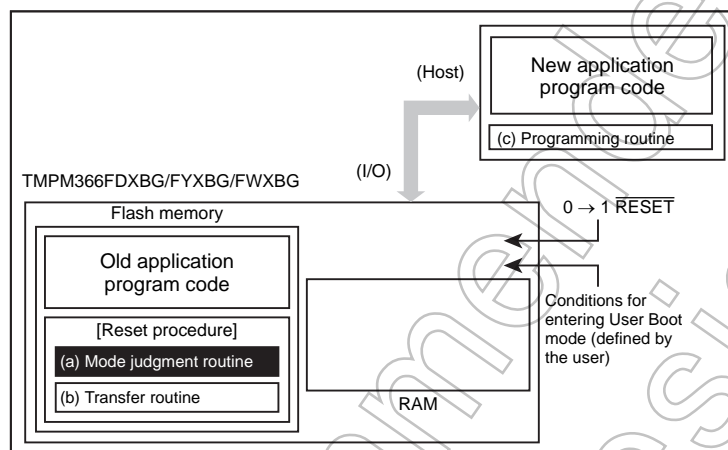 (Host)
New application
program code
(c) Programming routine
(I/O)
TMPM366FDXBG/FYXBG/FWXBG
Flash memory
0 → 1 RESET
Old application
program code
[Reset procedure]
(a) Mode judgment routine
(b) Transfer routine
RAM
Conditions for
entering User Boot
mode (defined by
the user)